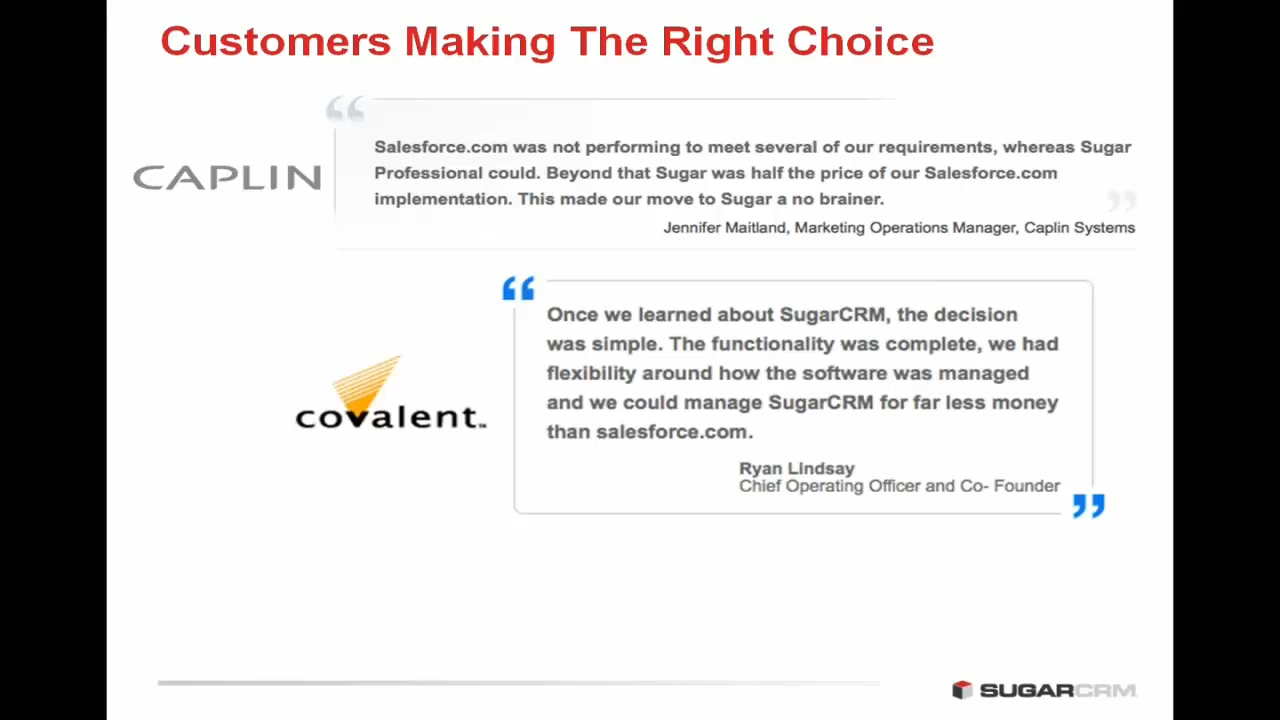 Customers Making The Right Choice
CAPLIN
Salesforce.com was not performing to meet several of our requirements, whereas Sugar
Professional could. Beyond that Sugar was half the price of our Salesforce.com
implementation. This made our move to Sugar a no brainer.
Jennifer Maitland, Marketing Operations Manager, Caplin Systems
Once we learned about SugarCRM, the decision
was simple. The functionality was complete, we had
flexibility around how the software was managed
and we could manage SugarCRM for far less money
than salesforce.com.
covalent™
Ryan Lindsay
Chief Operating Officer and Co- Founder
SUGARCRM